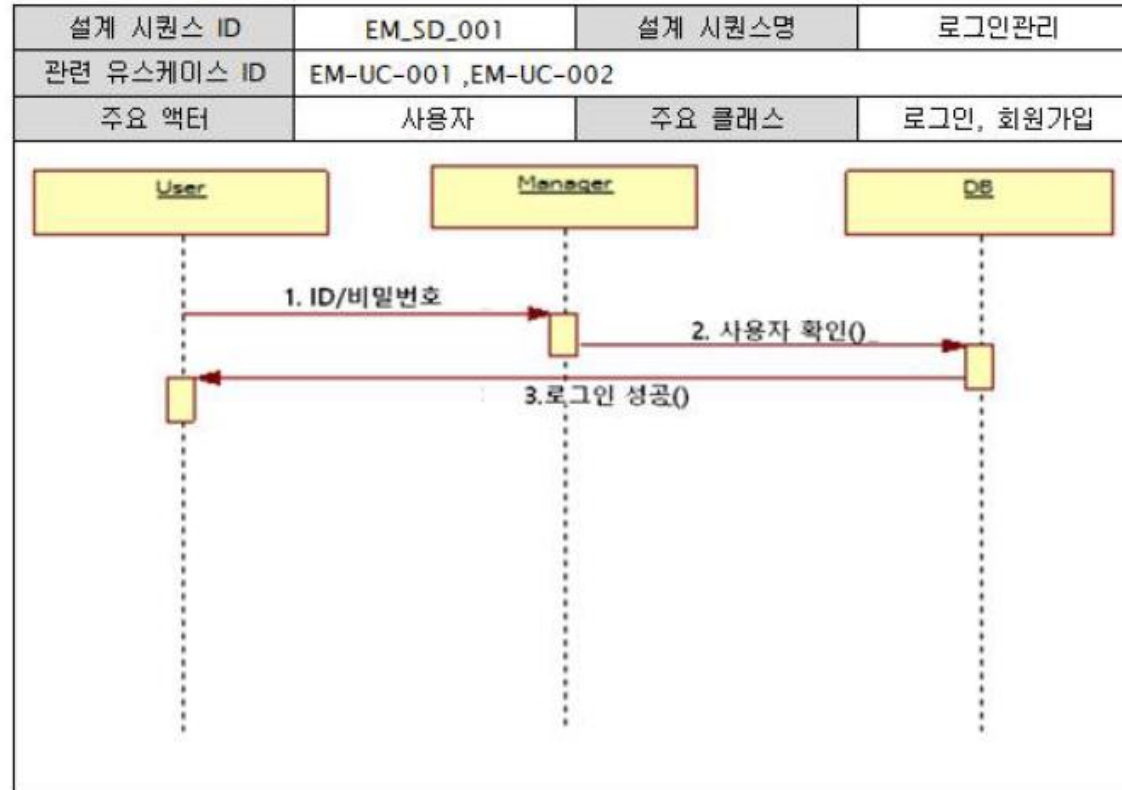 설계 시퀀스 ID EM_SD_001 설계 시퀀스명 로그인관리
관련 유스케이스 ID EM-UC-001 ,EM-UC-002
주요 액터 사용자 주요 클래스 로그인, 회원가입
User Manager DB
1. ID/비밀번호
2. 사용자 확인()
3.로그인 성공()